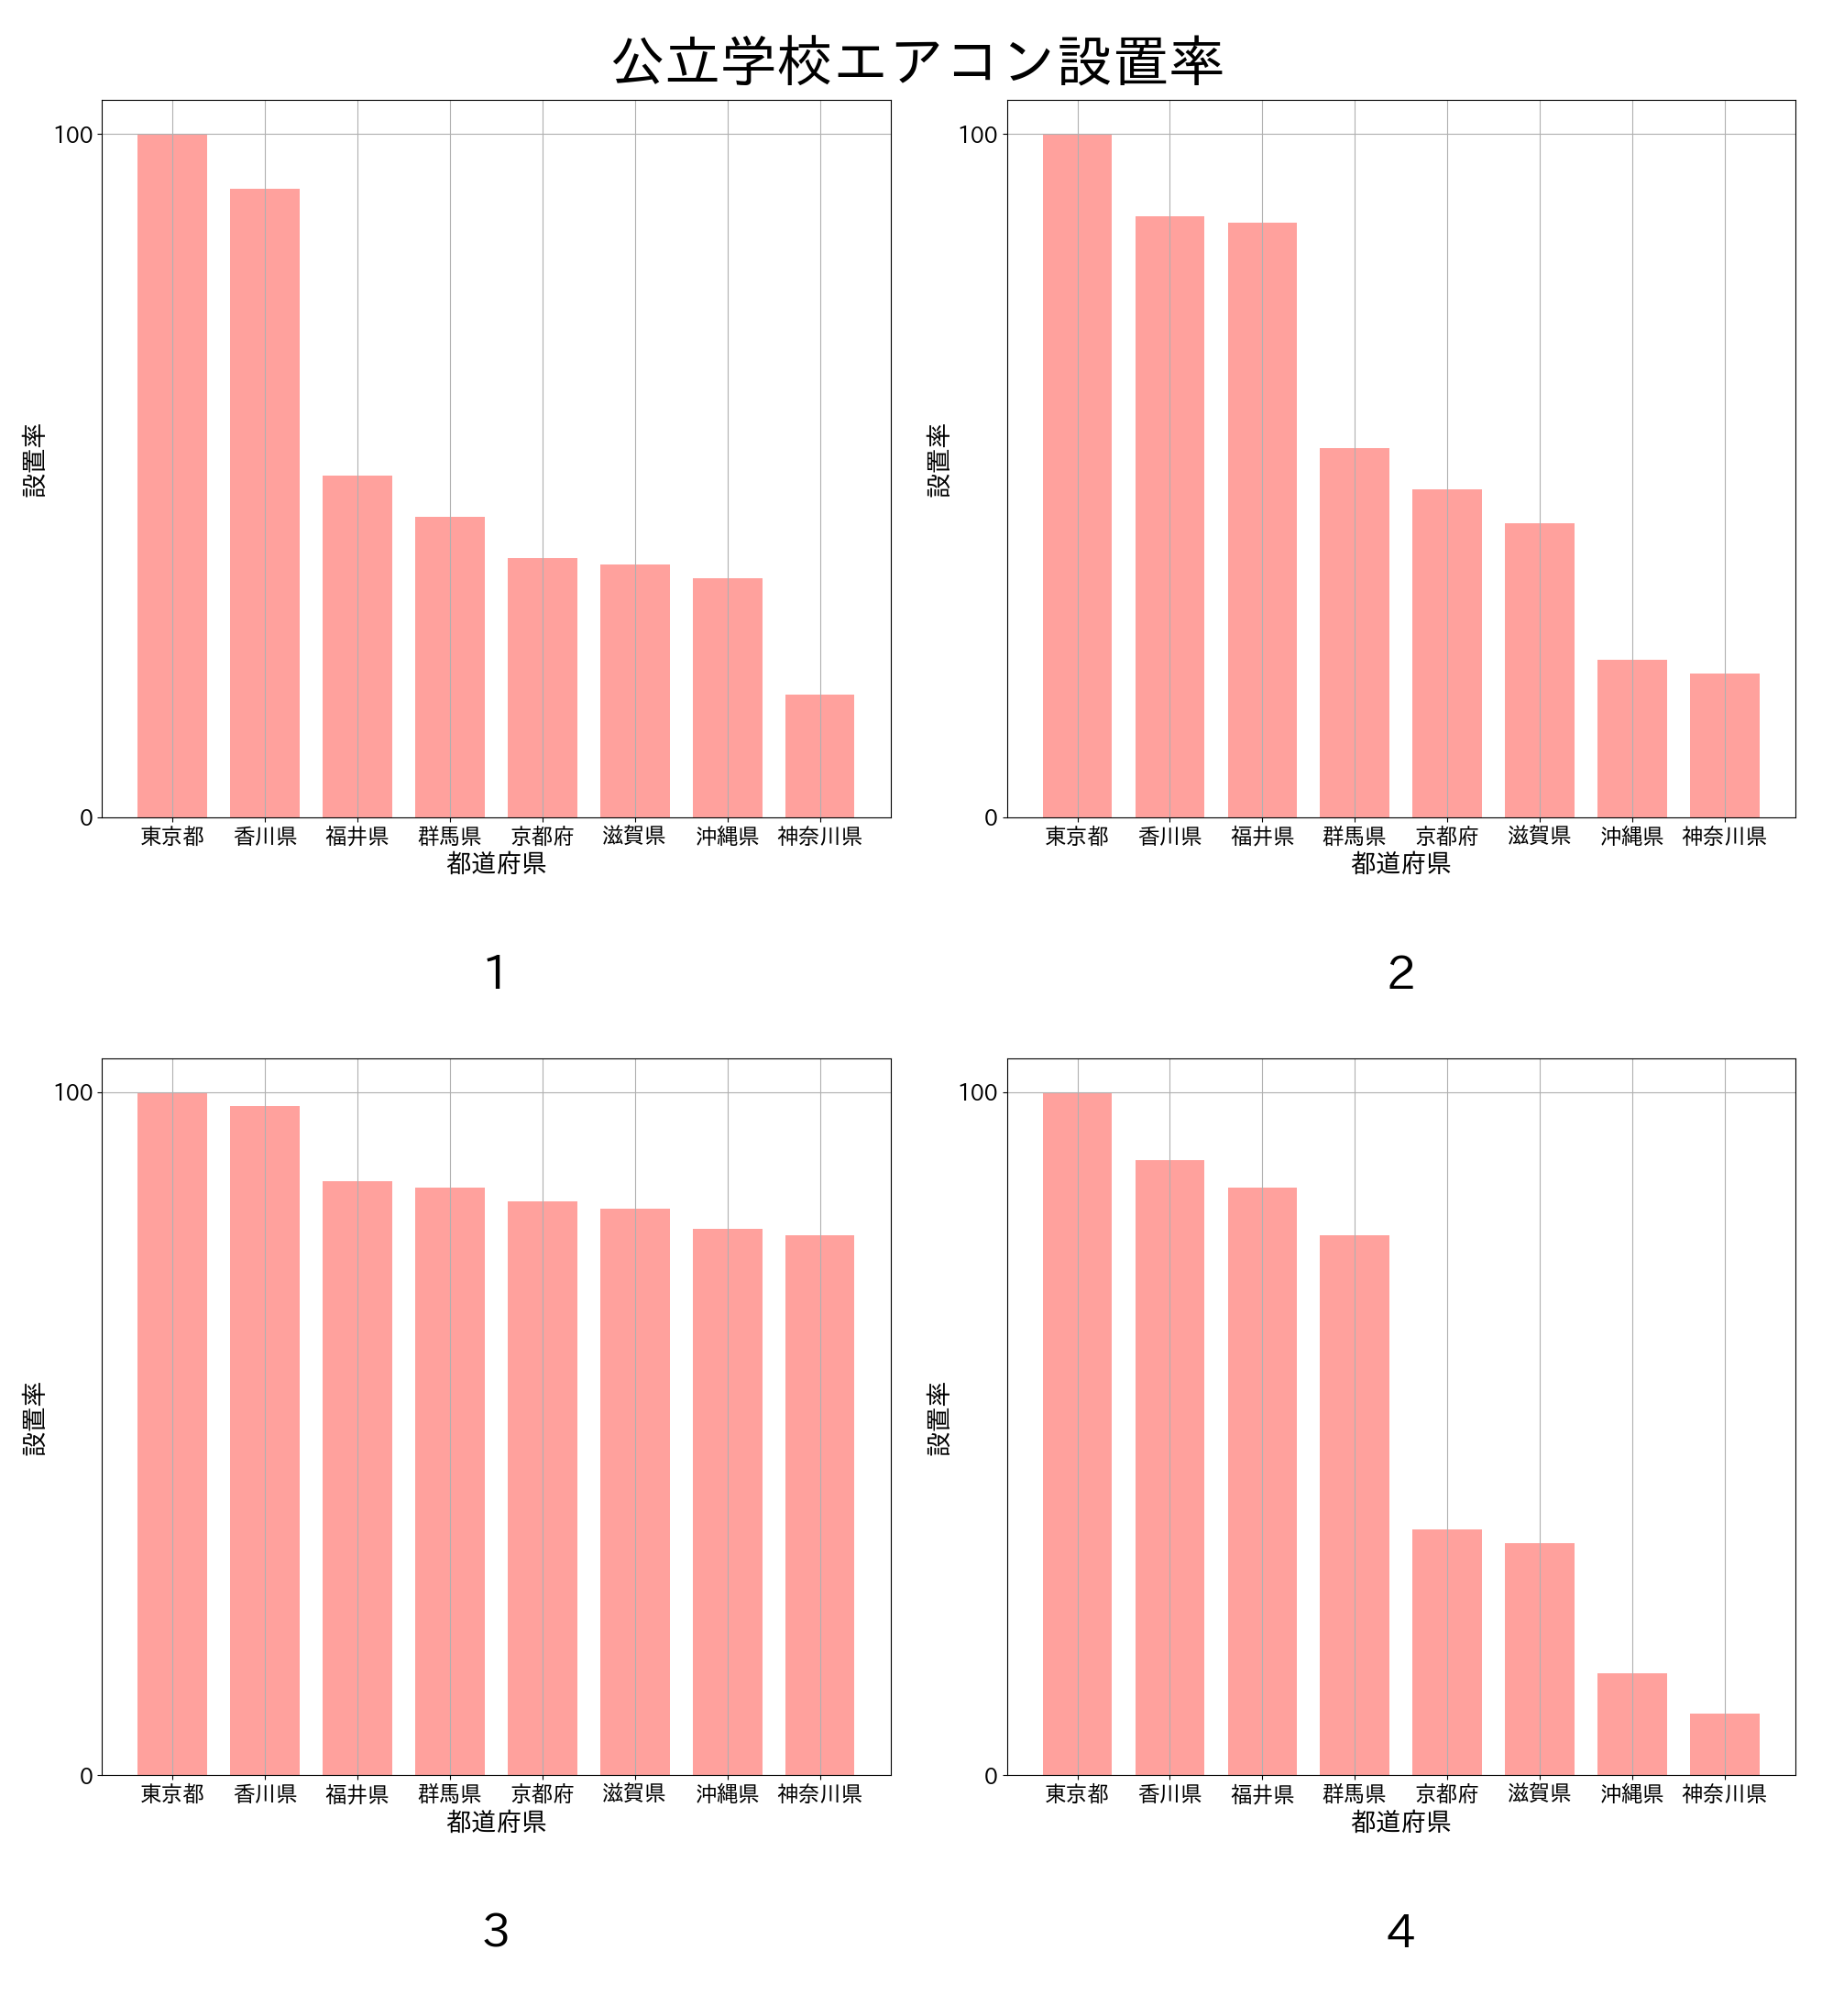 公立学校エアコン設置率
100
0
設置率
東京都 香川県 福井県 群馬県 京都府 滋賀県 沖縄県 神奈川県
都道府県
1
100
0
設置率
東京都 香川県 福井県 群馬県 京都府 滋賀県 沖縄県 神奈川県
都道府県
2
100
0
設置率
東京都 香川県 福井県 群馬県 京都府 滋賀県 沖縄県 神奈川県
都道府県
3
100
0
設置率
東京都 香川県 福井県 群馬県 京都府 滋賀県 沖縄県 神奈川県
都道府県
4